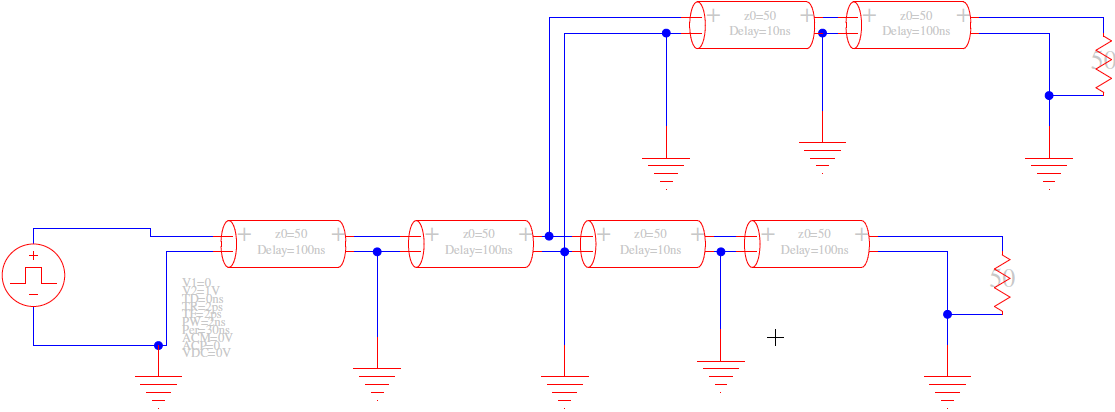 z0=50
Delay=10ns
z0=50
Delay=100ns
50
z0=50
Delay=100ns
z0=50
Delay=100ns
z0=50
Delay=10ns
z0=50
Delay=100ns
50
V1=0
V2=1V
TD=0ns
TR=2ps
TF=2ps
PW=2ns
Per=30ns
ACM=0V
ACP=0
VDC=0V